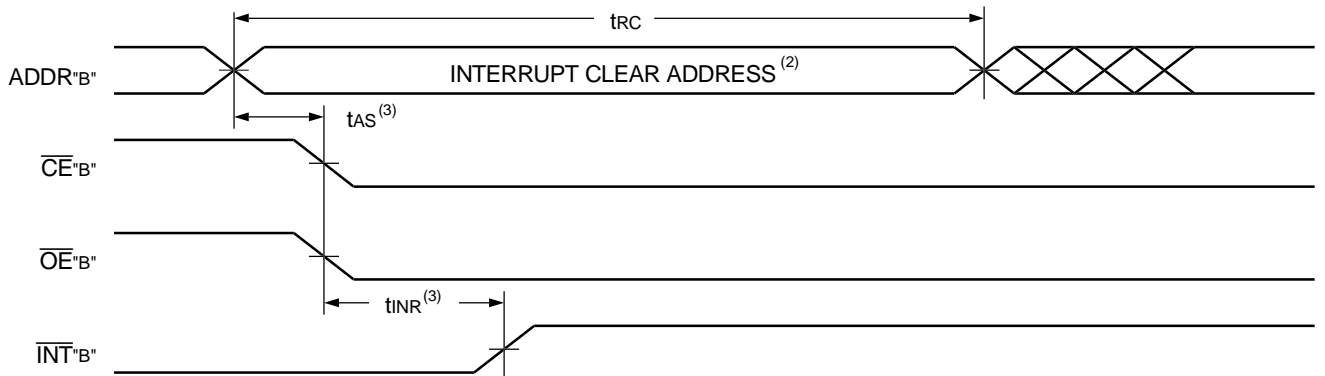 tRC
ADDR"B"
INTERRUPT CLEAR ADDRESS (2)
tAS (3)
CE"B"
OE"B"
tINR (3)
INT"B"